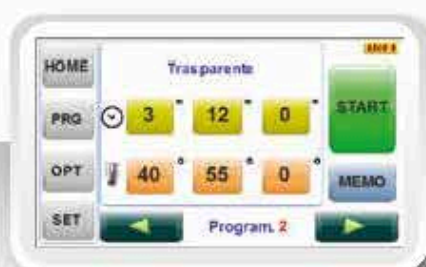 HOME
Trasparente
PRG
3 " 12 " 0 "
START
OPT
40 ° 55 ° 0 °
MEMO
SET
Program. 2